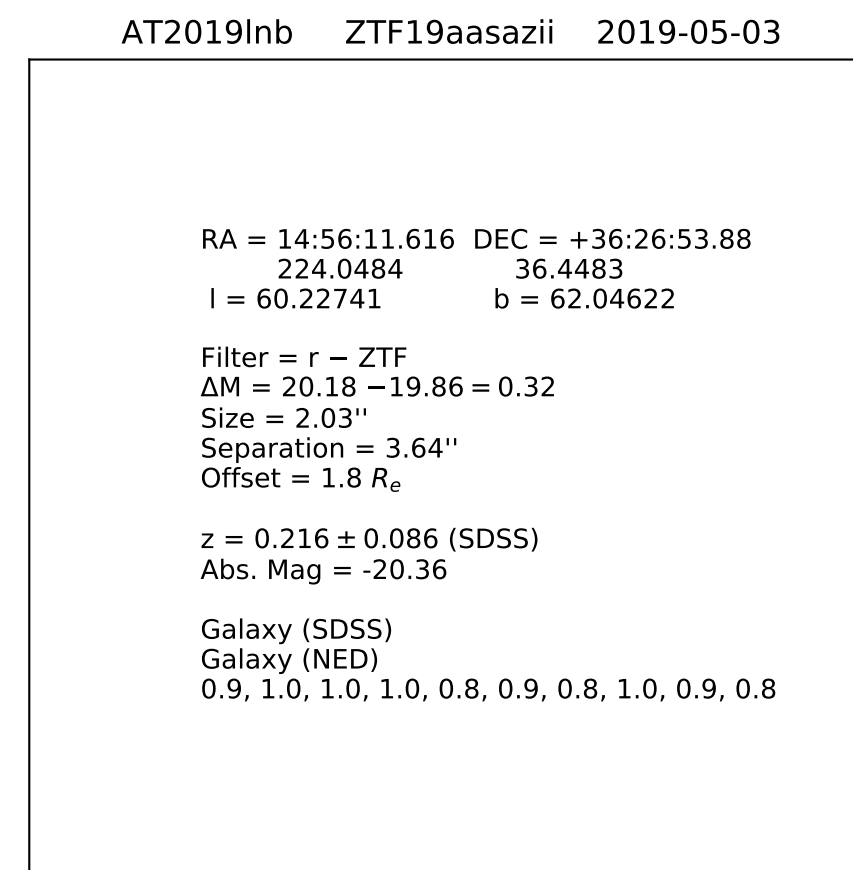 AT2019lnb ZTF19aasazii 2019-05-03
RA = 14:56:11.616 DEC = +36:26:53.88
224.0484 36.4483
l = 60.22741 b = 62.04622
Filter = r − ZTF
ΔM = 20.18 −19.86 = 0.32
Size = 2.03''
Separation = 3.64''
Offset = 1.8 Re
z = 0.216 ± 0.086 (SDSS)
Abs. Mag = -20.36
Galaxy (SDSS)
Galaxy (NED)
0.9, 1.0, 1.0, 1.0, 0.8, 0.9, 0.8, 1.0, 0.9, 0.8